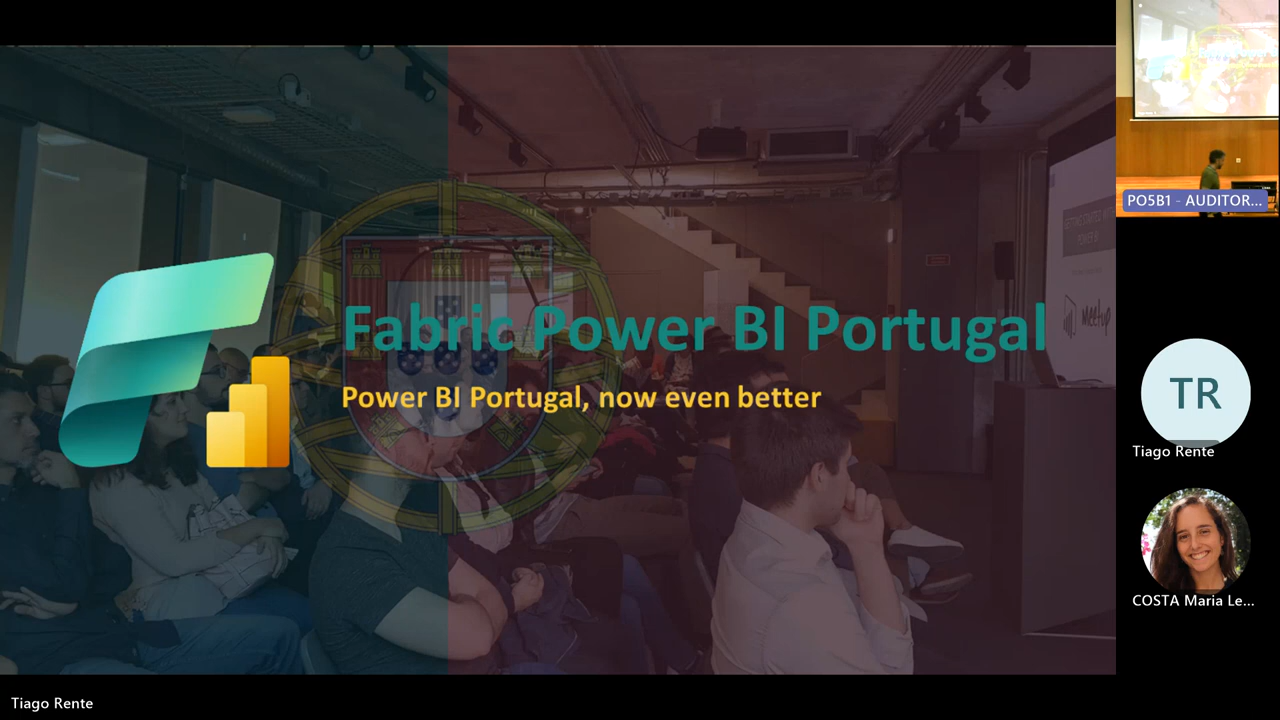 Fabric Power BI Portugal
Power BI Portugal, now even better
meetup
PO5B1 - AUDITOR...
TR
Tiago Rente
COSTA Maria Le...
Tiago Rente